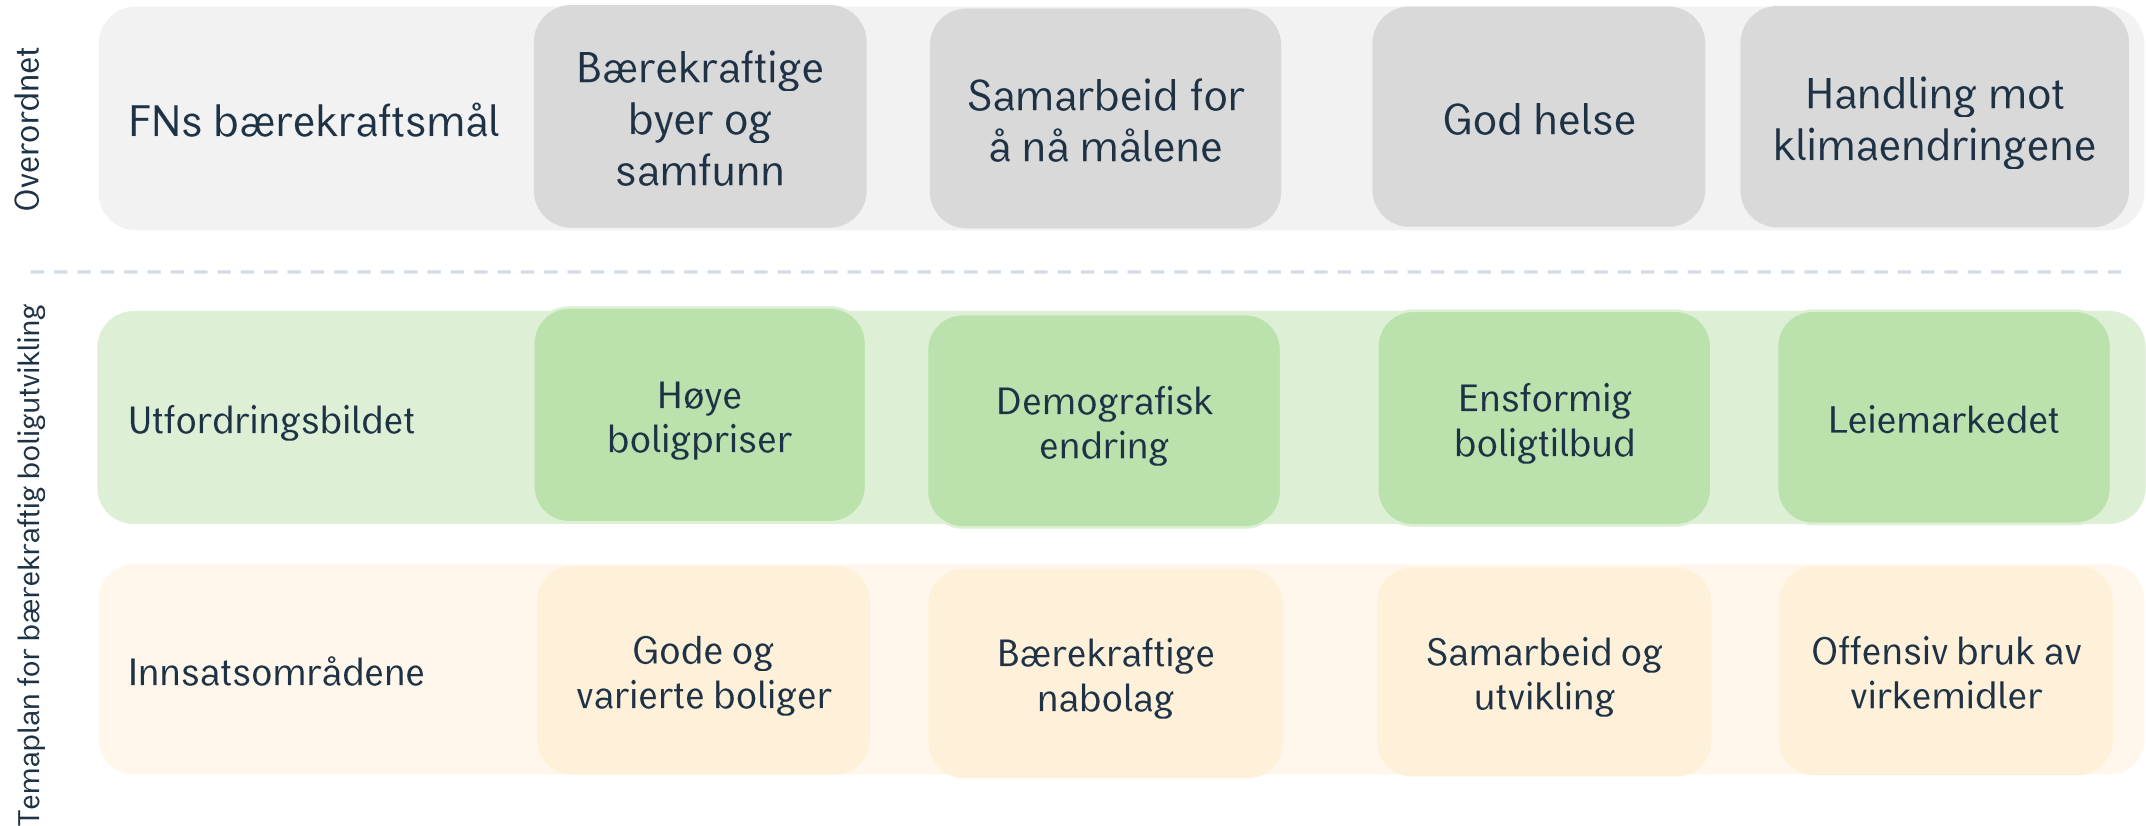 Overordnet
FNs bærekraftsmål
Bærekraftige
byer og
samfunn
Samarbeid for
å nå målene
God helse
Handling mot
klimaendringene
Temaplan for bærekraftig boligutvikling
Utfordringsbildet
Høye
boligpriser
Demografisk
endring
Ensformig
boligtilbud
Leiemarkedet
Innsatsområdene
Gode og
varierte boliger
Bærekraftige
nabolag
Samarbeid og
utvikling
Offensiv bruk av
virkemidler